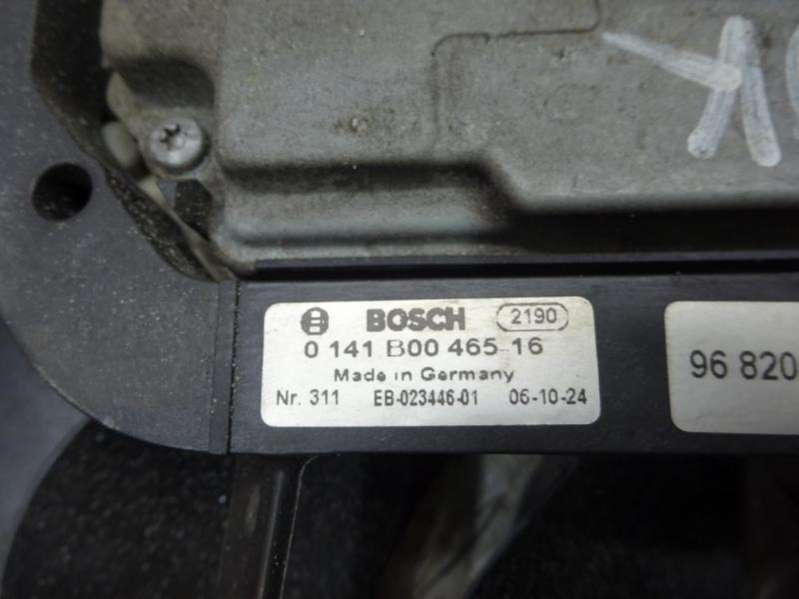 BOSCH 2190
0 141 B00 465-16
Made in Germany
Nr. 311 EB-023446-01 06-10-24
96 820